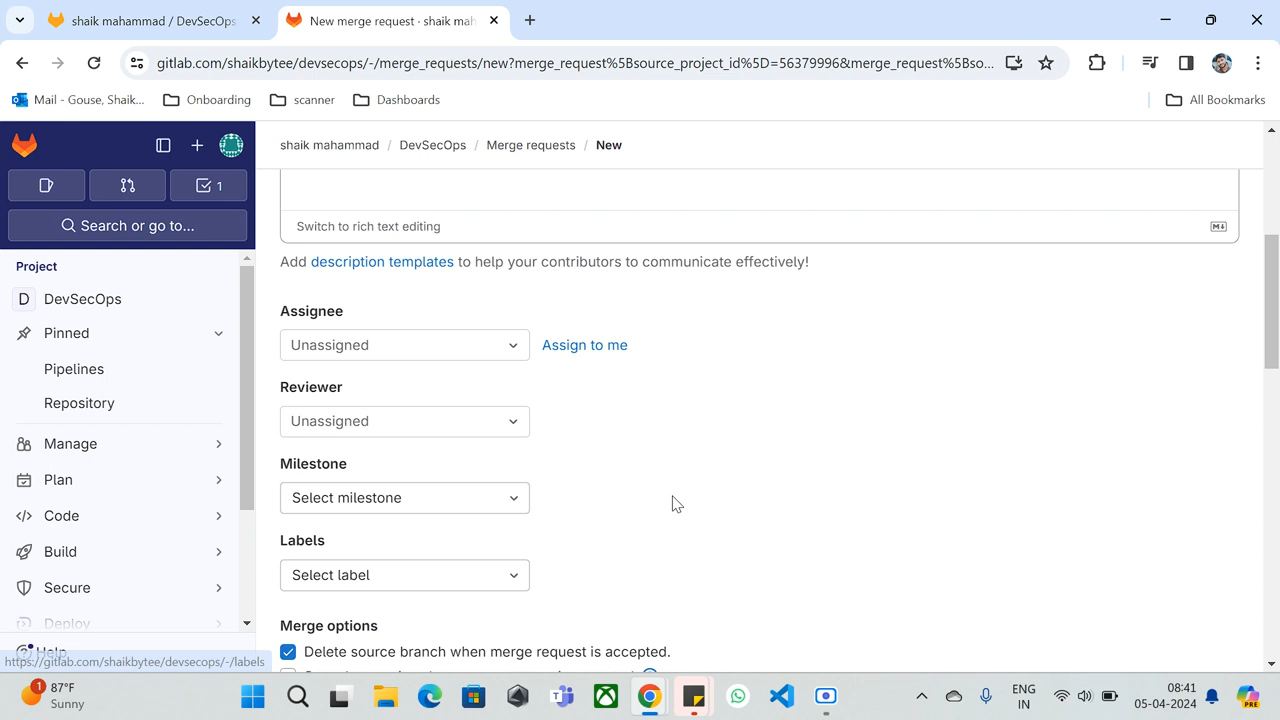 shaik mahammad / DevSecOps
New merge request · shaik mah
gitlab.com/shaikbytee/devsecops/-/merge_requests/new?merge_request%5Bsource_project_id%5D=56379996&merge_request%5Bso...
Mail - Gouse, Shaik...
Onboarding
scanner
Dashboards
All Bookmarks
shaik mahammad / DevSecOps / Merge requests / New
1
Search or go to...
Switch to rich text editing
Project
Add description templates to help your contributors to communicate effectively!
D DevSecOps
Assignee
Pinned
Unassigned
Assign to me
Pipelines
Reviewer
Repository
Unassigned
Manage
Milestone
Plan
Select milestone
Code
Labels
Build
Select label
Secure
Deploy
Merge options
Help
Delete source branch when merge request is accepted.
https://gitlab.com/shaikbytee/devsecops/-/labels
1
87°F
Sunny
ENG
IN
08:41
05-04-2024
PRE